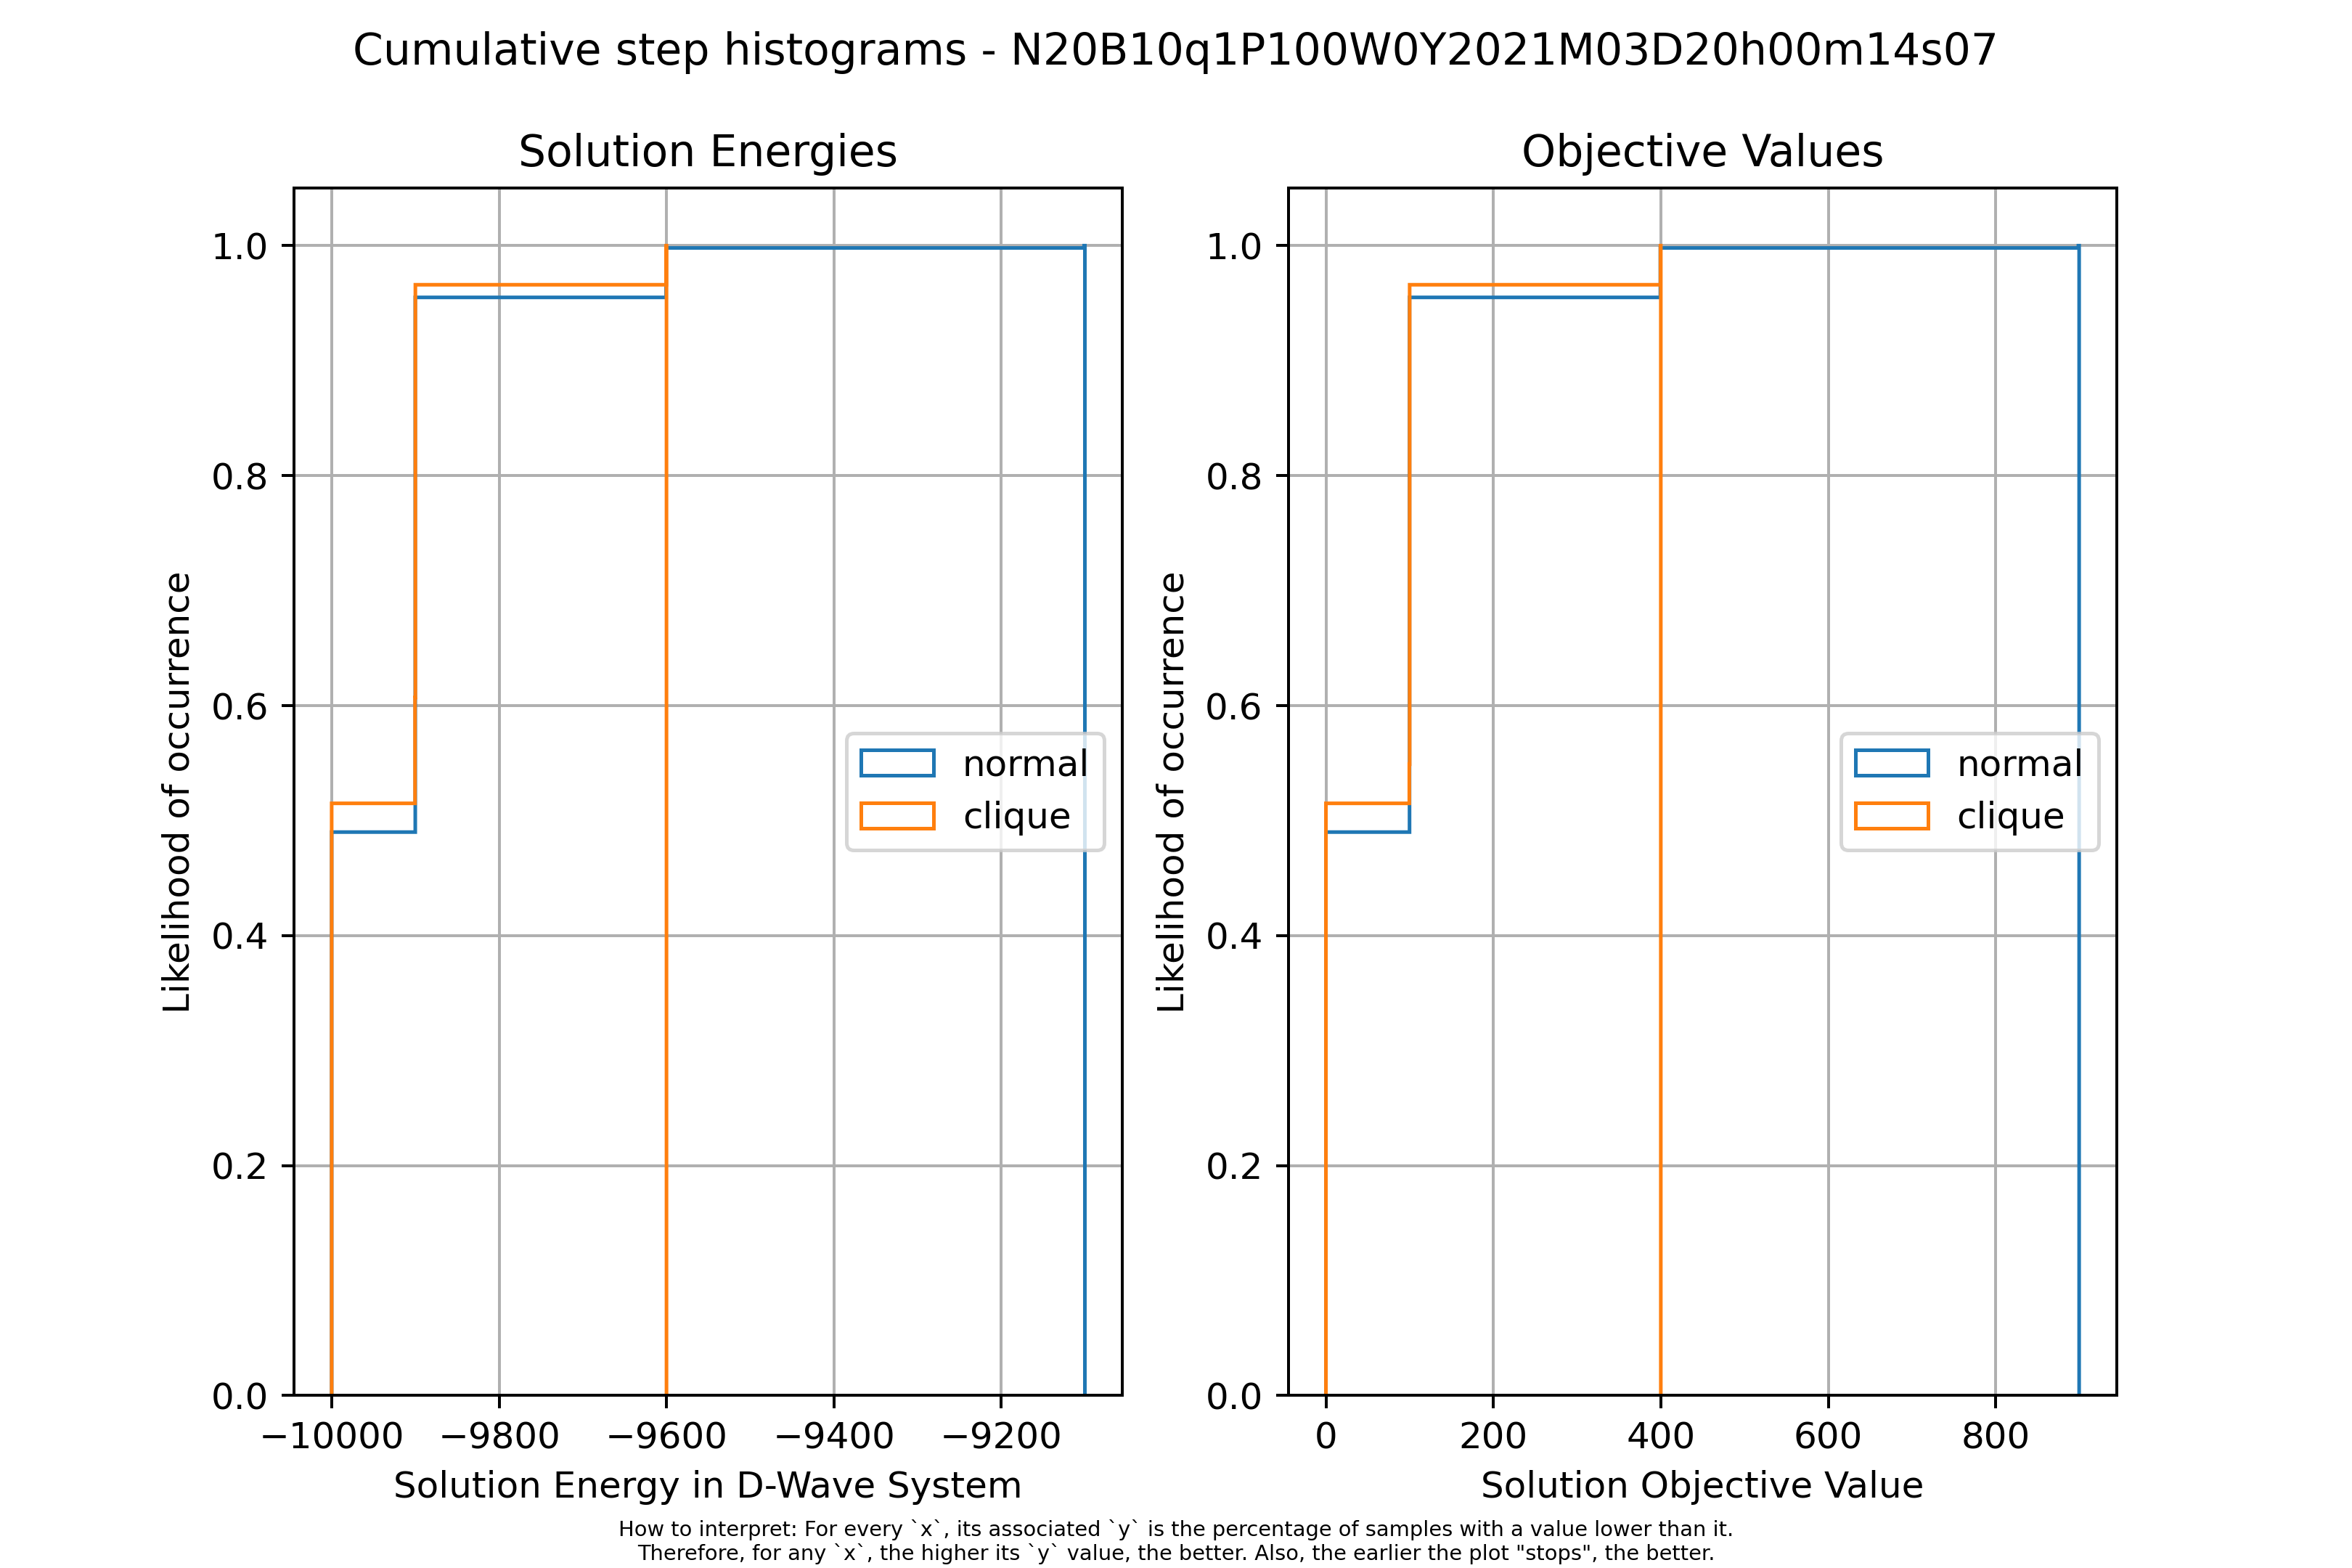 Cumulative step histograms - N20B10q1P100W0Y2021M03D20h00m14s07
Solution Energies
Likelihood of occurrence
1.0
0.8
0.6
0.4
0.2
0.0
−10000 −9800 −9600 −9400 −9200
Solution Energy in D-Wave System
normal
clique
Objective Values
Likelihood of occurrence
1.0
0.8
0.6
0.4
0.2
0.0
0 200 400 600 800
Solution Objective Value
normal
clique
How to interpret: For every `x`, its associated `y` is the percentage of samples with a value lower than it.
Therefore, for any `x`, the higher its `y` value, the better. Also, the earlier the plot "stops", the better.